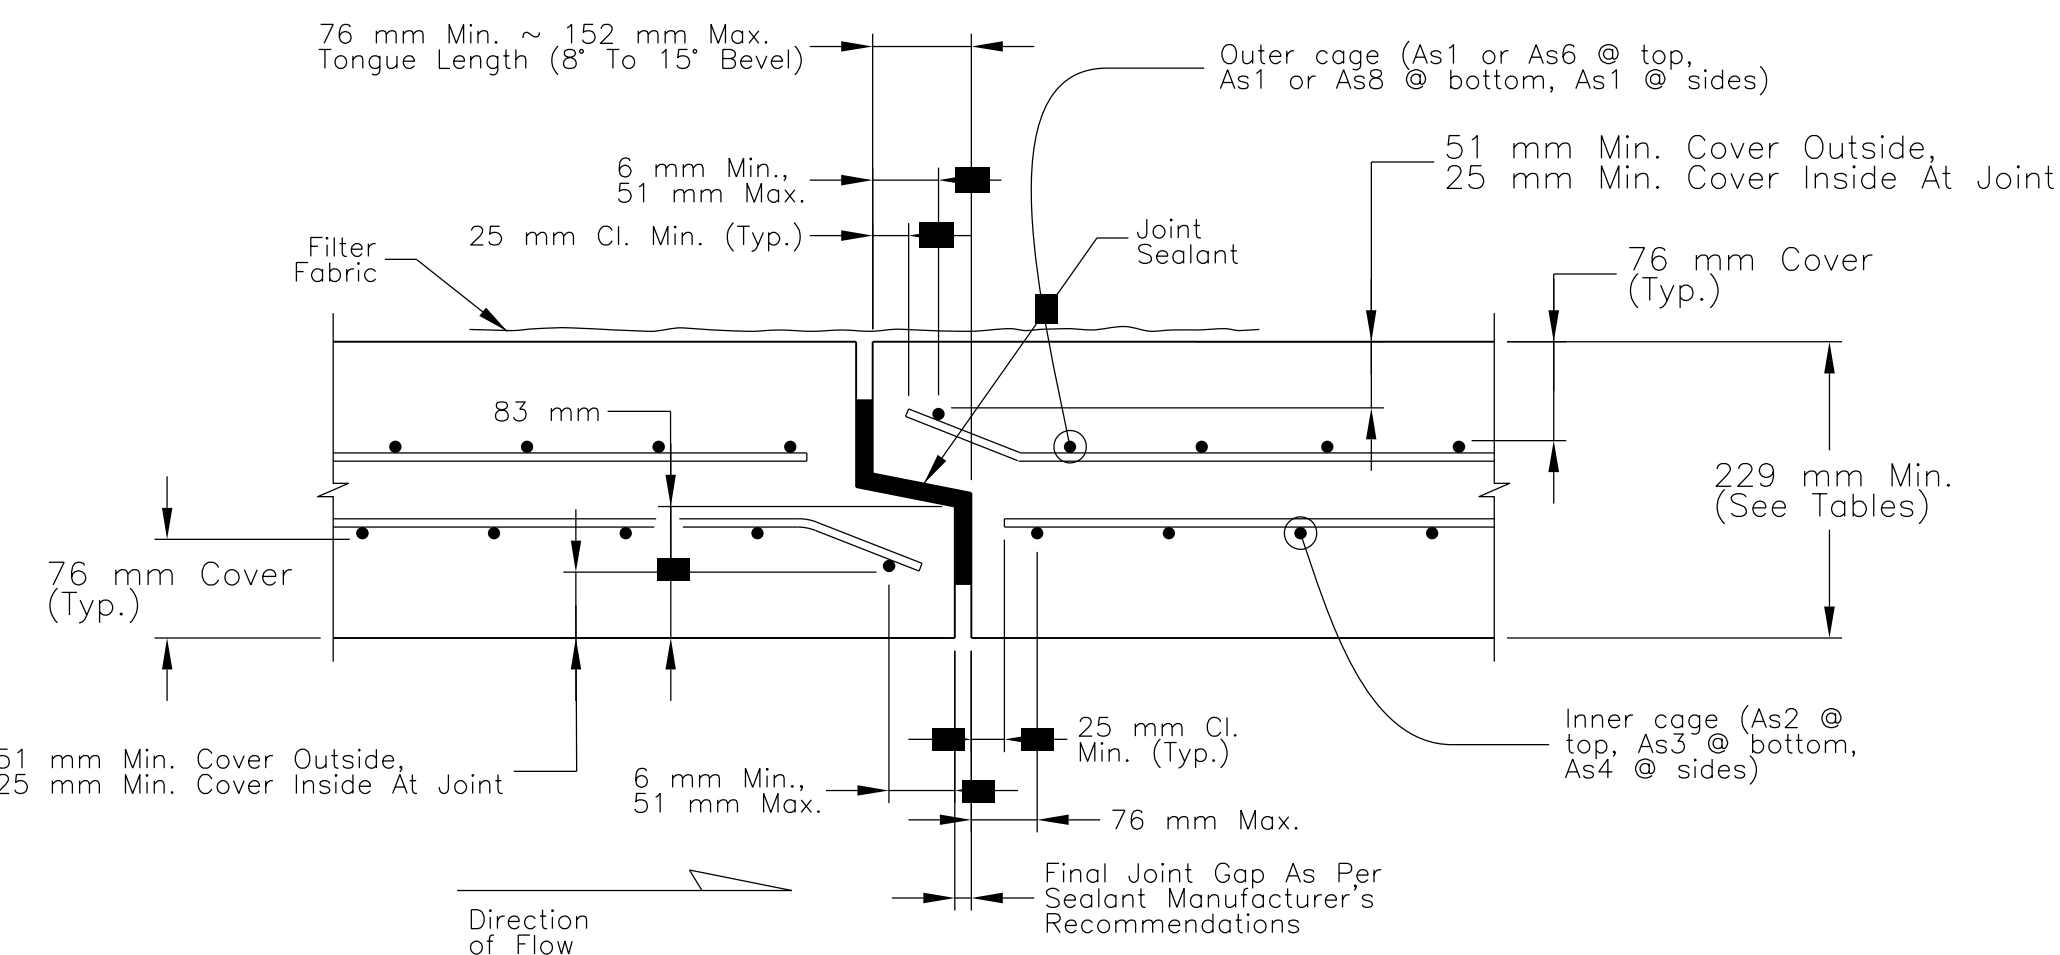 76 mm Min. ~ 152 mm Max.
Tongue Length (8° To 15° Bevel)
Outer cage (As1 or As6 @ top,
As1 or As8 @ bottom, As1 @ sides)
51 mm Min. Cover Outside,
25 mm Min. Cover Inside At Joint
6 mm Min.,
51 mm Max.
25 mm Cl. Min. (Typ.)
Joint
Sealant
Filter
Fabric
76 mm Cover
(Typ.)
83 mm
229 mm Min.
(See Tables)
76 mm Cover
(Typ.)
51 mm Min. Cover Outside,
25 mm Min. Cover Inside At Joint
25 mm Cl.
Min. (Typ.)
6 mm Min.,
51 mm Max.
76 mm Max.
Inner cage (As2 @
top, As3 @ bottom,
As4 @ sides)
Final Joint Gap As Per
Sealant Manufacturer's
Recommendations
Direction
of Flow